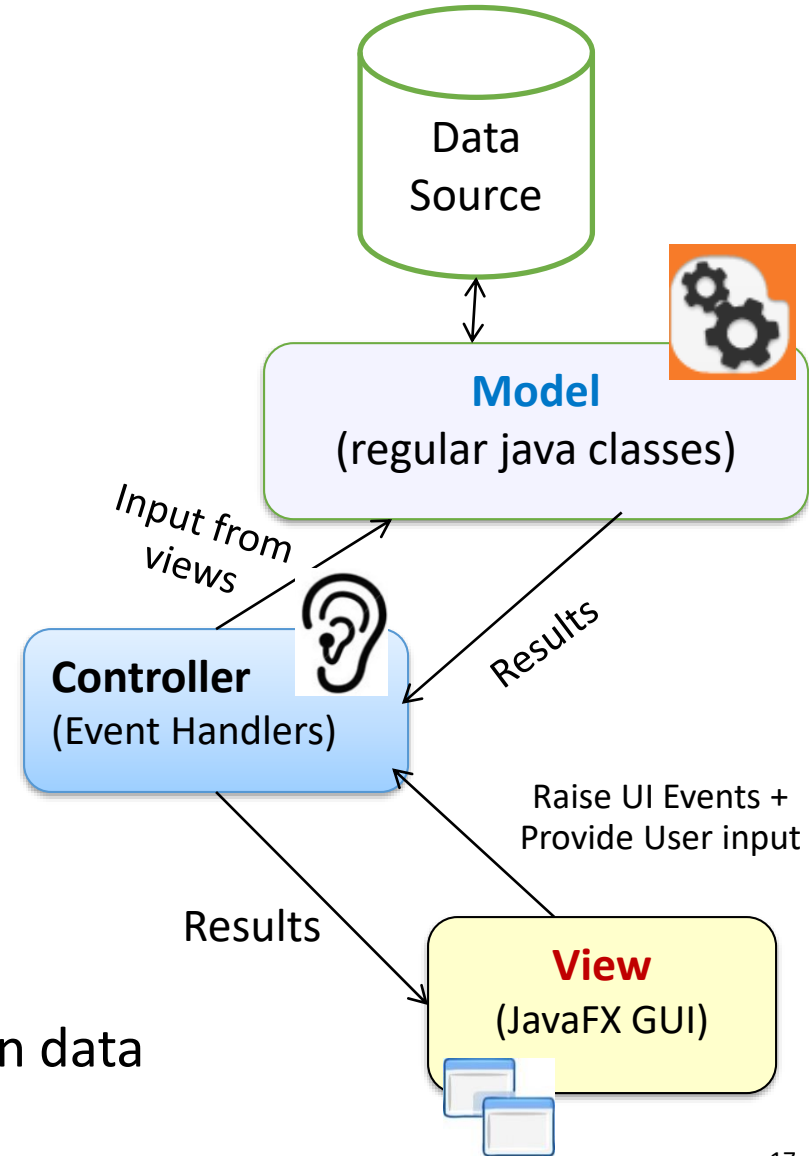 Data
Source
Model
(regular java classes)
Input from
views
Results
Controller
(Event Handlers)
Raise UI Events +
Provide User input
Results
View
(JavaFX GUI)
n data